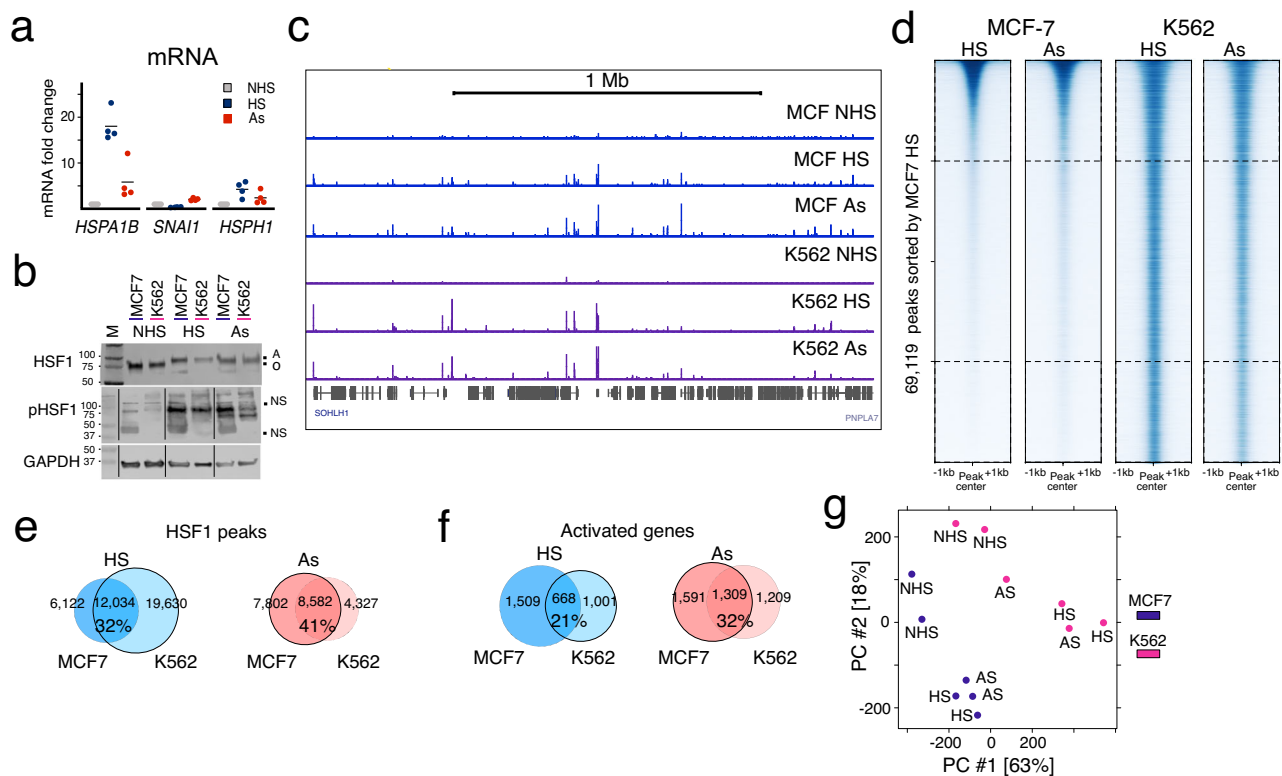 a
mRNA
mRNA fold change
20
10
NHS
HS
As
HSPA1B SNAI1 HSPH1
b
MCF7 K562 MCF7 K562 MCF7 K562
M NHS HS As
HSF1
100
75
50
A
O
pHSF1
100
75
50
37
NS
NS
GAPDH
50
37
c
1 Mb
MCF NHS
MCF HS
MCF As
K562 NHS
K562 HS
K562 As
SOHLH1
PNPLA7
d
MCF-7 K562
HS As HS As
69,119 peaks sorted by MCF7 HS
-1kb Peak center +1kb
-1kb Peak center +1kb
-1kb Peak center +1kb
-1kb Peak center +1kb
e
HSF1 peaks
HS
6,122 12,034 19,630
32%
MCF7 K562
As
7,802 8,582 4,327
41%
MCF7 K562
f
Activated genes
HS
1,509 668 1,001
21%
MCF7 K562
As
1,591 1,309 1,209
32%
MCF7 K562
g
PC #2 [18%]
200
0
-200
NHS
NHS
NHS
AS
NHS
HS
AS
HS
AS
HS
AS
HS
-200 0 200
PC #1 [63%]
MCF7
K562